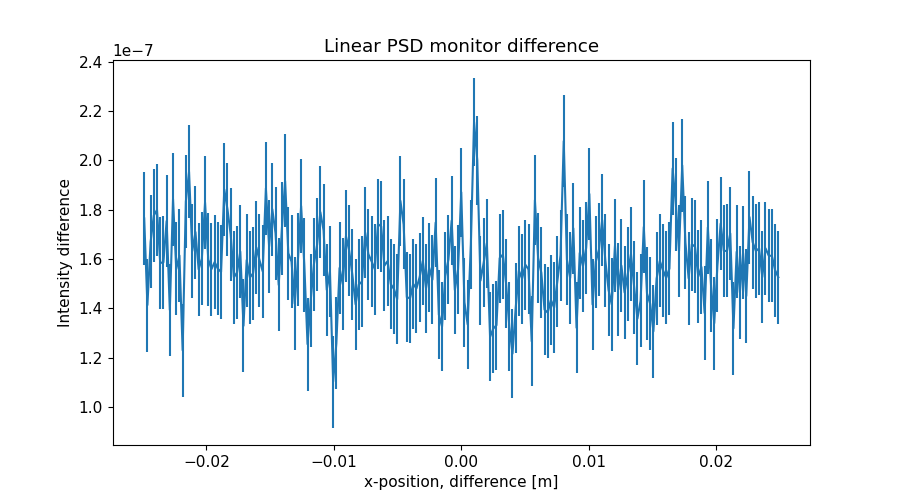 Linear PSD monitor difference
1e−7
2.4
2.2
2.0
1.8
1.6
1.4
1.2
1.0
Intensity difference
−0.02 −0.01 0.00 0.01 0.02
x-position, difference [m]